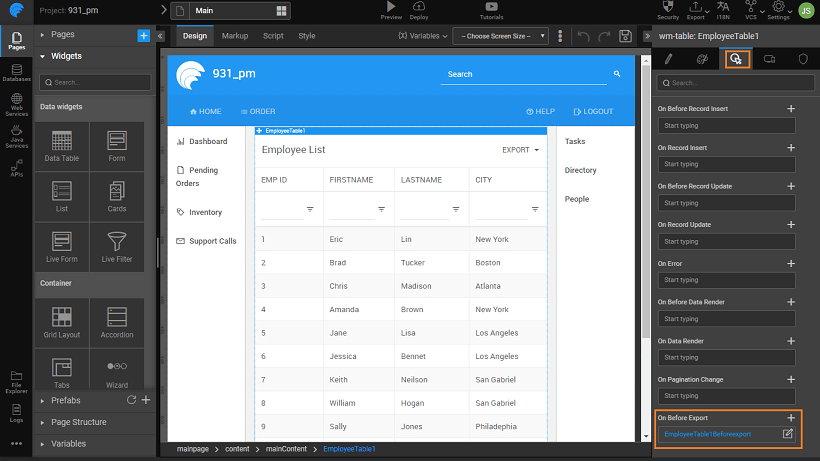 Project: 931_pm
Main
Preview
Deploy
Tutorials
Security
Export
I18N
VCS
Settings
JS
Pages
Databases
Web Services
Java Services
APIs
File Explorer
Logs
Pages
Widgets
Search...
Data widgets
Data Table
Form
List
Cards
Live Form
Live Filter
Container
Grid Layout
Accordion
Tabs
Wizard
Prefabs
Page Structure
Variables
Design
Markup
Script
Style
(X) Variables
-- Choose Screen Size --
931_pm
Search
HOME
ORDER
HELP
LOGOUT
Dashboard
Pending Orders
Inventory
Support Calls
EmployeeTable1
Employee List
EXPORT
EMP ID FIRSTNAME LASTNAME CITY
1 Eric Lin New York
2 Brad Tucker Boston
3 Chris Madison Atlanta
4 Amanda Brown New York
5 Jane Lisa Los Angeles
6 Jessica Bennet Los Angeles
7 Keith Neilson San Gabriel
8 William Hogan San Gabriel
9 Sally Jones Philadephia
Tasks
Directory
People
mainpage > content > mainContent > EmployeeTable1
wm-table: EmployeeTable1
Search...
On Before Record Insert
Start typing
On Record Insert
Start typing
On Before Record Update
Start typing
On Record Update
Start typing
On Error
Start typing
On Before Data Render
Start typing
On Data Render
Start typing
On Pagination Change
Start typing
On Before Export
EmployeeTable1Beforeexport